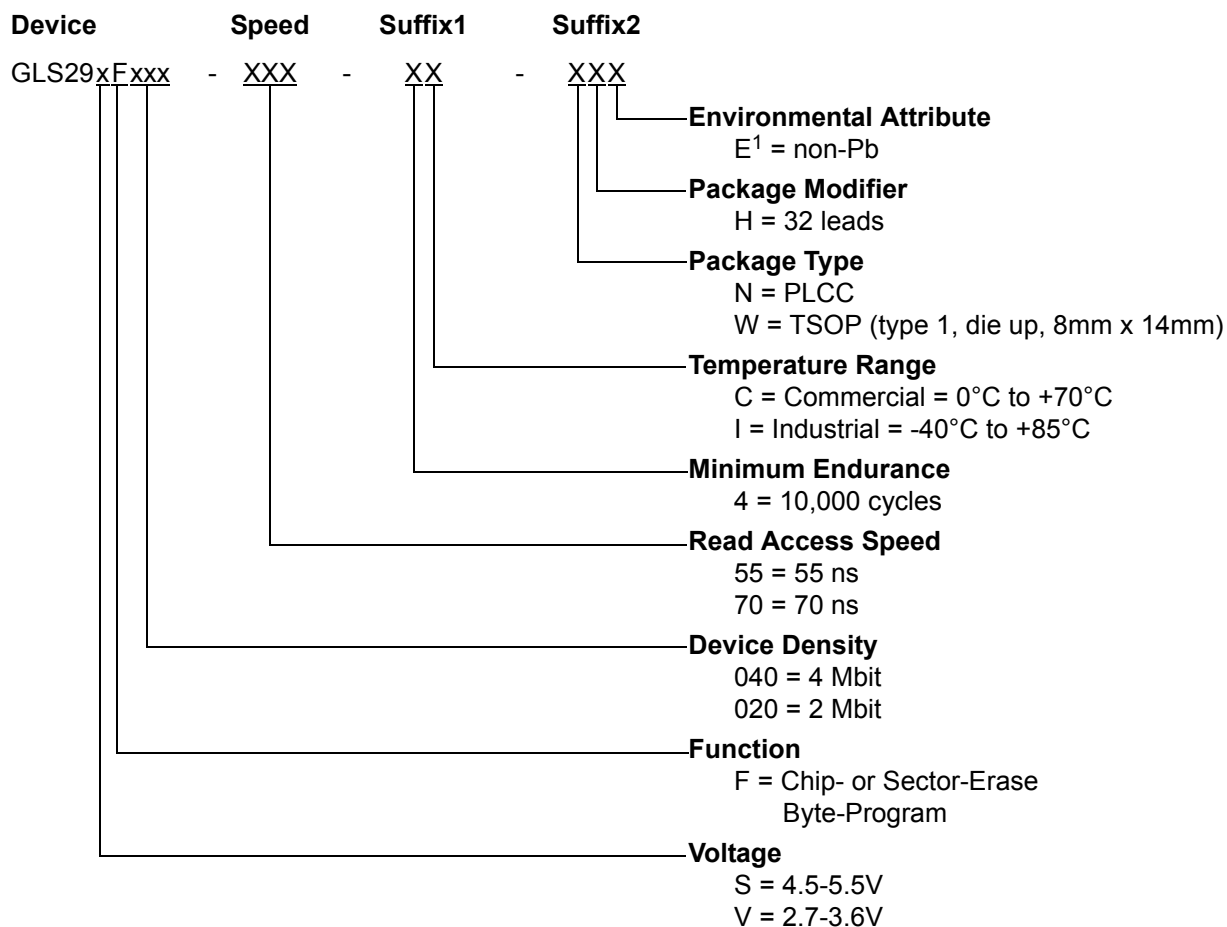 Device Speed Suffix1 Suffix2
GLS29xFxxx - XXX - XX - XXX
Environmental Attribute
E1 = non-Pb
Package Modifier
H = 32 leads
Package Type
N = PLCC
W = TSOP (type 1, die up, 8mm x 14mm)
Temperature Range
C = Commercial = 0°C to +70°C
I = Industrial = -40°C to +85°C
Minimum Endurance
4 = 10,000 cycles
Read Access Speed
55 = 55 ns
70 = 70 ns
Device Density
040 = 4 Mbit
020 = 2 Mbit
Function
F = Chip- or Sector-Erase
Byte-Program
Voltage
S = 4.5-5.5V
V = 2.7-3.6V